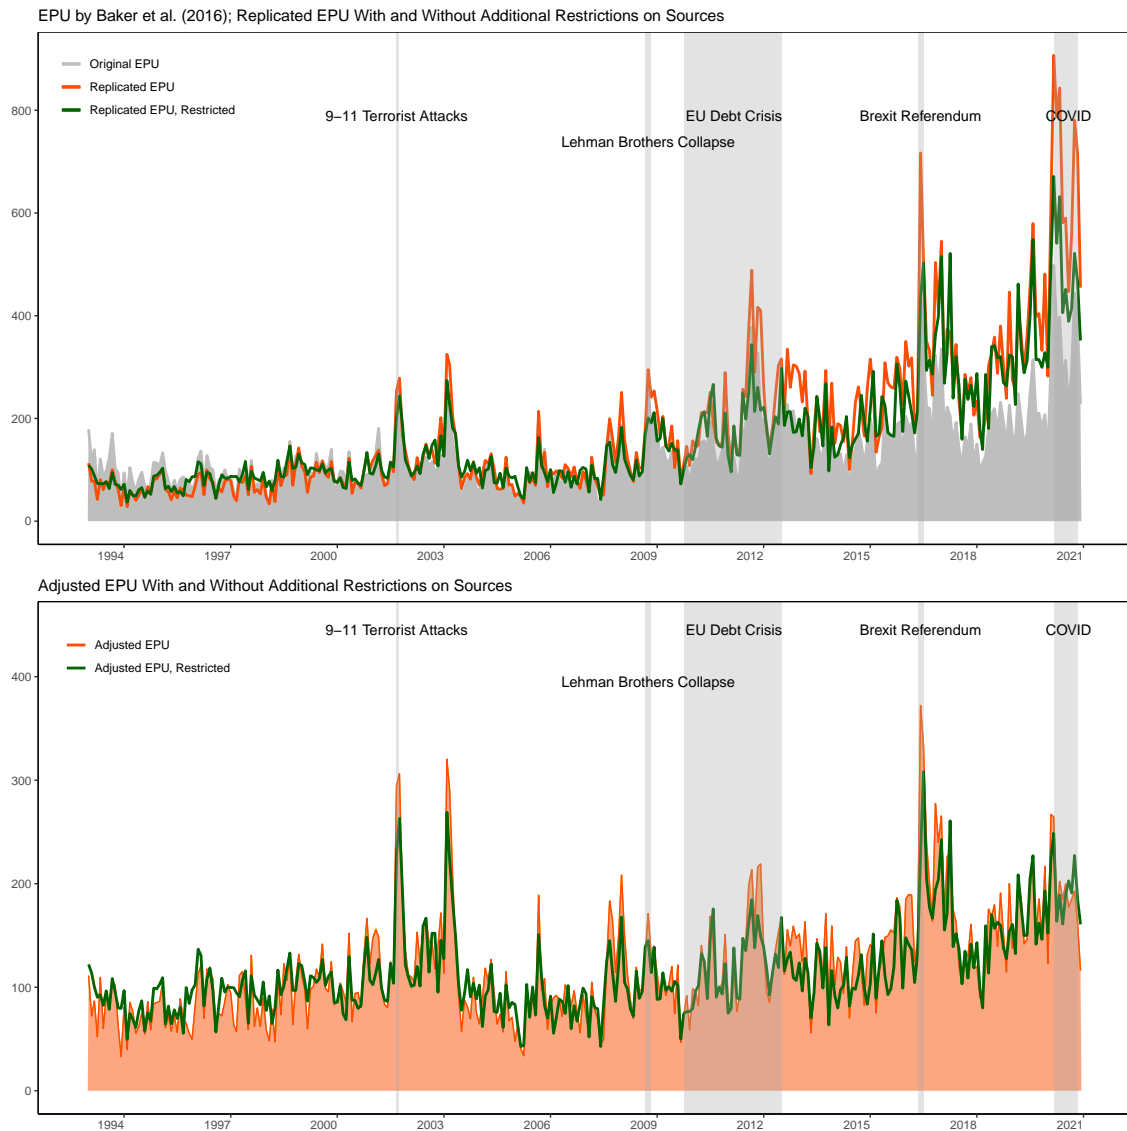 EPU by Baker et al. (2016); Replicated EPU With and Without Additional Restrictions on Sources
Original EPU
Replicated EPU
Replicated EPU, Restricted
9−11 Terrorist Attacks
Lehman Brothers Collapse
EU Debt Crisis
Brexit Referendum
COVID
800
600
400
200
0
1994 1997 2000 2003 2006 2009 2012 2015 2018 2021
Adjusted EPU With and Without Additional Restrictions on Sources
Adjusted EPU
Adjusted EPU, Restricted
9−11 Terrorist Attacks
Lehman Brothers Collapse
EU Debt Crisis
Brexit Referendum
COVID
400
300
200
100
0
1994 1997 2000 2003 2006 2009 2012 2015 2018 2021